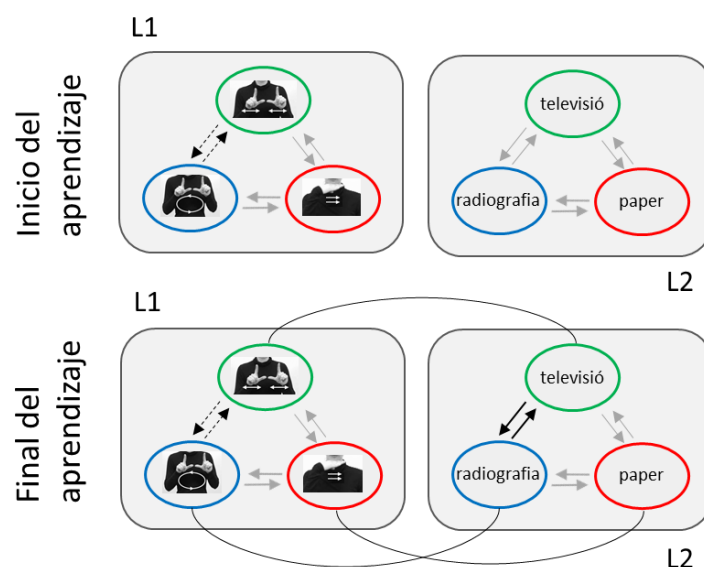 L1
Inicio del
aprendizaje
televisió
radiografia
paper
L2
L1
Final del
aprendizaje
televisió
radiografia
paper
L2